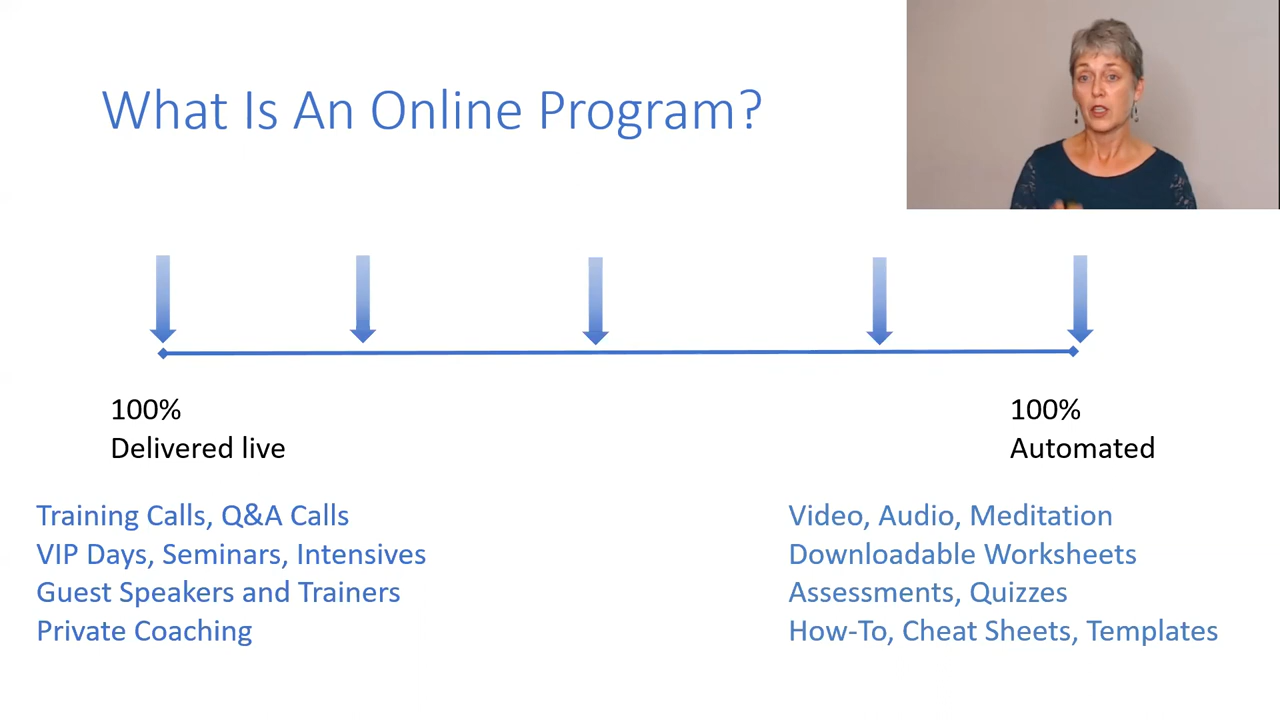 What Is An Online Program?
100%
Delivered live
100%
Automated
Training Calls, Q&A Calls
VIP Days, Seminars, Intensives
Guest Speakers and Trainers
Private Coaching
Video, Audio, Meditation
Downloadable Worksheets
Assessments, Quizzes
How-To, Cheat Sheets, Templates